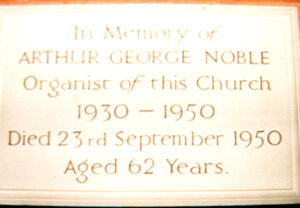 In Memory of
ARTHUR GEORGE NOBLE
Organist of this Church
1930 – 1950
Died 23rd September 1950
Aged 62 Years.